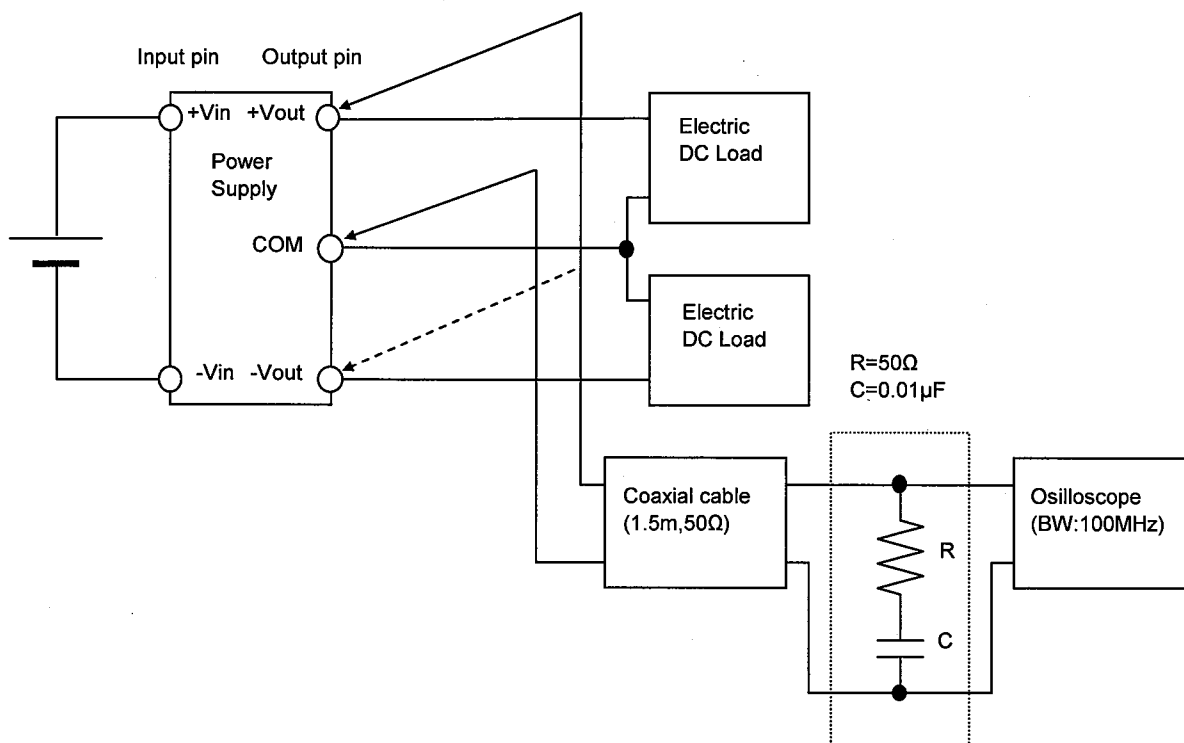 Input pin Output pin
+Vin +Vout
Power
Supply
COM
-Vin -Vout
Electric
DC Load
Electric
DC Load
R=50Ω
C=0.01µF
Coaxial cable
(1.5m,50Ω)
R
C
Osilloscope
(BW:100MHz)